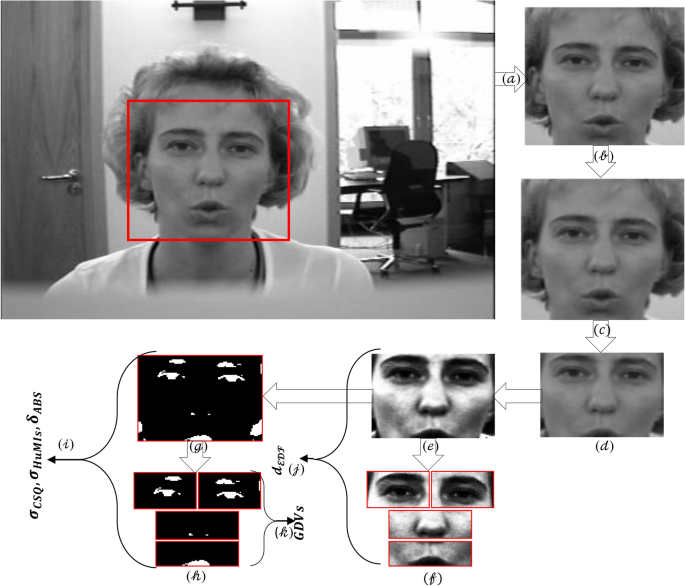 (a)
(b)
(c)
(d)
(e)
(f)
(g)
(h)
(i)
σCSQ, σHuMIs, δABS
dEDF
(j)
(k)
GDVs